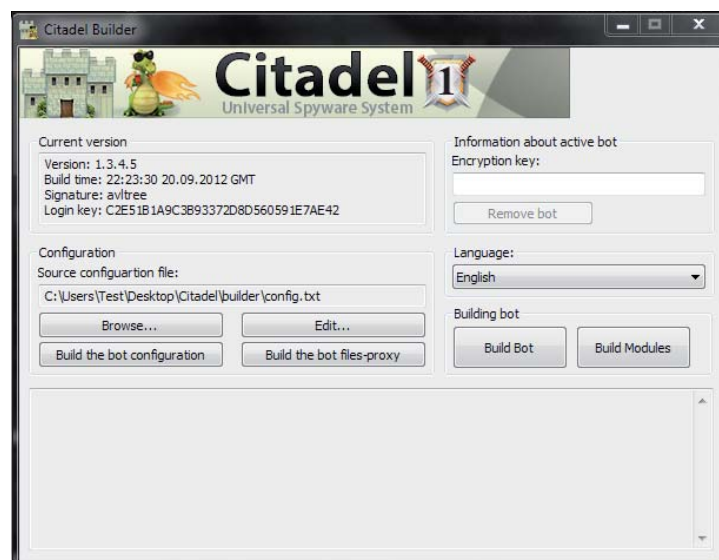 Citadel Builder
Citadel 1
Universal Spyware System
Current version
Version: 1.3.4.5
Build time: 22:23:30 20.09.2012 GMT
Signature: avltree
Login key: C2E51B1A9C3B93372D8D560591E7AE42
Information about active bot
Encryption key:
Remove bot
Configuration
Source configuartion file:
C:\Users\Test\Desktop\Citadel\builder\config.txt
Browse...
Edit...
Build the bot configuration
Build the bot files-proxy
Language:
English
Building bot
Build Bot
Build Modules